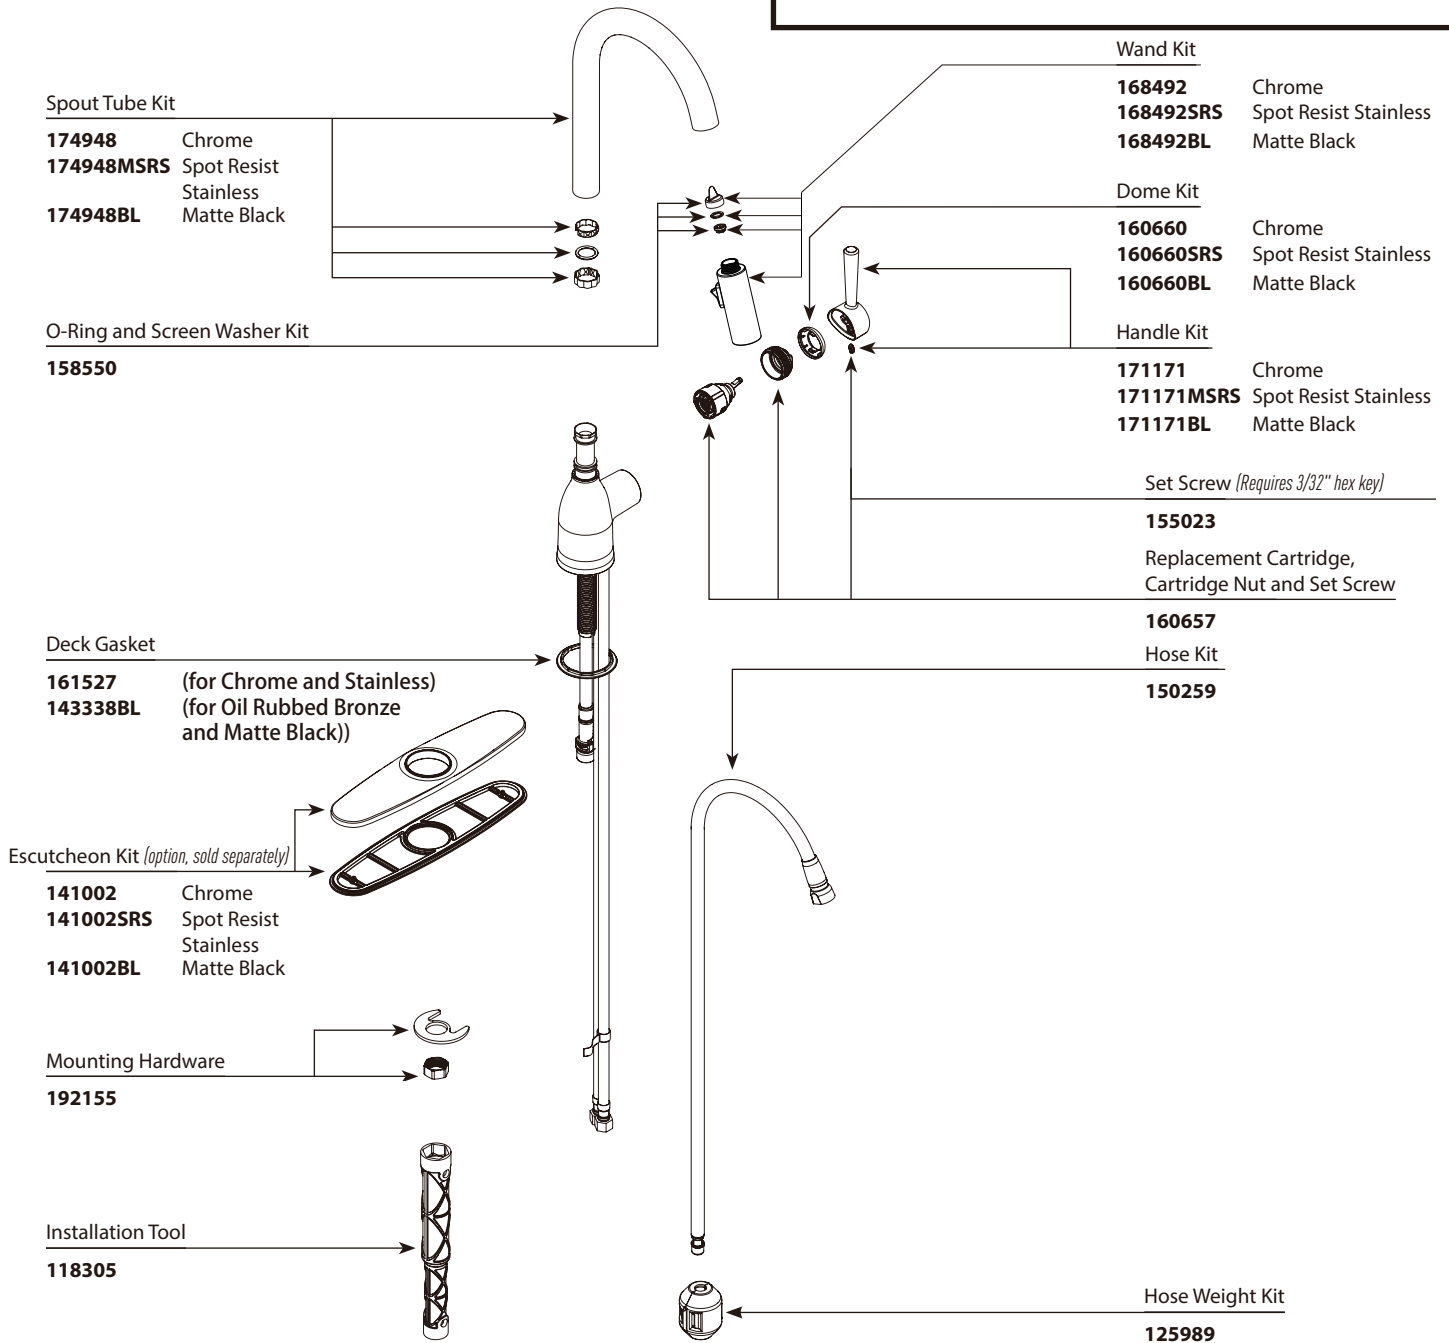 Spout Tube Kit
174948 Chrome
174948MSRS Spot Resist
Stainless
174948BL Matte Black
O-Ring and Screen Washer Kit
158550
Deck Gasket
161527 (for Chrome and Stainless)
143338BL (for Oil Rubbed Bronze
and Matte Black))
Escutcheon Kit (option, sold separately)
141002 Chrome
141002SRS Spot Resist
Stainless
141002BL Matte Black
Mounting Hardware
192155
Installation Tool
118305
Wand Kit
168492 Chrome
168492SRS Spot Resist Stainless
168492BL Matte Black
Dome Kit
160660 Chrome
160660SRS Spot Resist Stainless
160660BL Matte Black
Handle Kit
171171 Chrome
171171MSRS Spot Resist Stainless
171171BL Matte Black
Set Screw (Requires 3/32" hex key)
155023
Replacement Cartridge,
Cartridge Nut and Set Screw
160657
Hose Kit
150259
Hose Weight Kit
125989